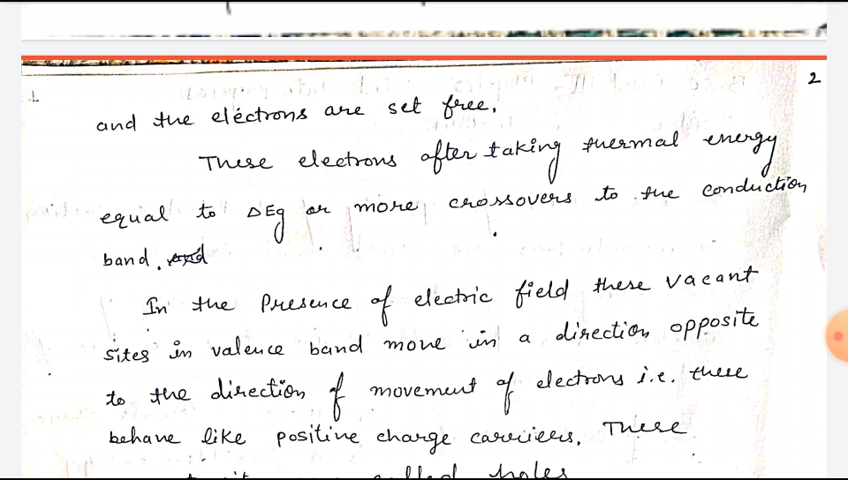 2
and the electrons are set free.
These electrons after taking thermal energy
equal to ΔEg or more crossovers to the conduction
band.
In the Presence of electric field these vacant
sites in valence band move in a direction opposite
to the direction of movement of electrons i.e. these
behave like positive charge carriers. These
called holes